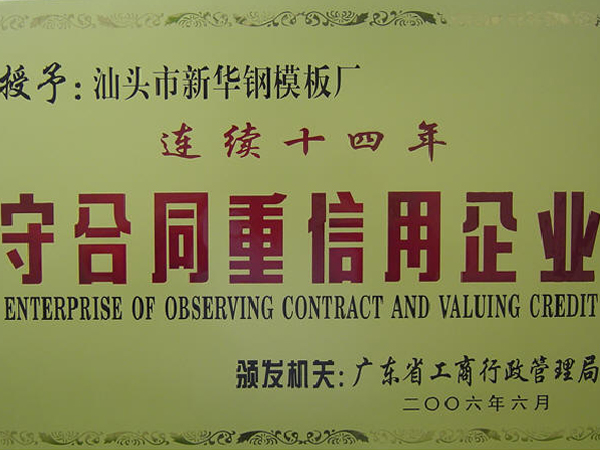 授予：汕头市新华钢模板厂
连续十四年
守合同重信用企业
ENTERPRISE OF OBSERVING CONTRACT AND VALUING CREDIT
颁发机关：广东省工商行政管理局
二〇〇六年六月